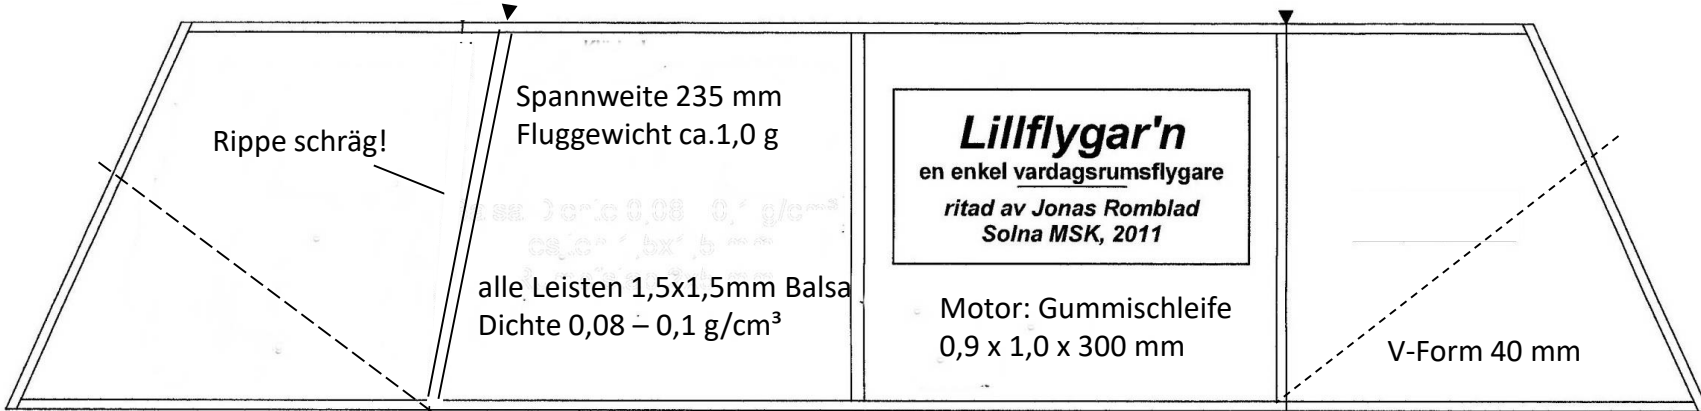 Spannweite 235 mm
Fluggewicht ca.1,0 g
Rippe schräg!
alle Leisten 1,5x1,5mm Balsa
Dichte 0,08 – 0,1 g/cm³
Lillflygar'n
en enkel vardagsrumsflygare
ritad av Jonas Romblad
Solna MSK, 2011
Motor: Gummischleife
0,9 x 1,0 x 300 mm
V-Form 40 mm